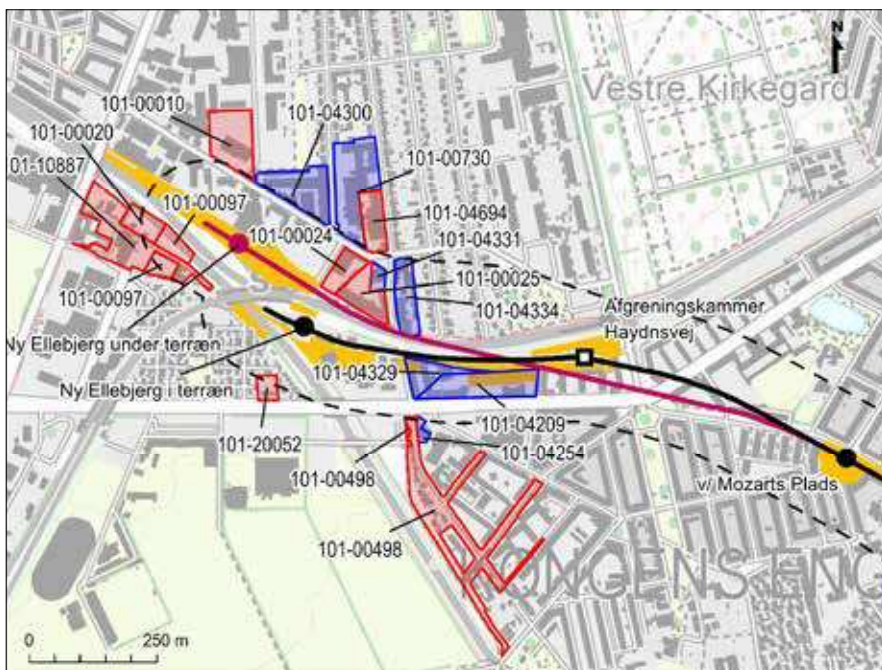 z
Vestre Kirkegard
101-00010
101-04300
101-00020
101-00730
01-10887
101-00097
101-04694
101-00024
101-04331
101-00025
101-00097
101-04334
Afgreningskammer
Haydnsvej
Ny Ellebjerg under terræn
101-04329
Ny Ellebjerg i terræn
101-04209
101-20052
101-04254
101-00498
v/ Mozarts Plads
101-00498
ONGENS ENG
0 250 m